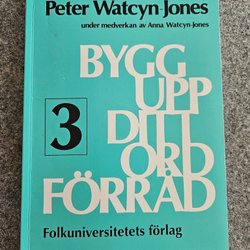 Peter Watcyn-Jones
under medverkan av Anna Watcyn-Jones
BYGG
UPP
3
DITT
ORD
FÖRRÅD
Folkuniversitetets förlag